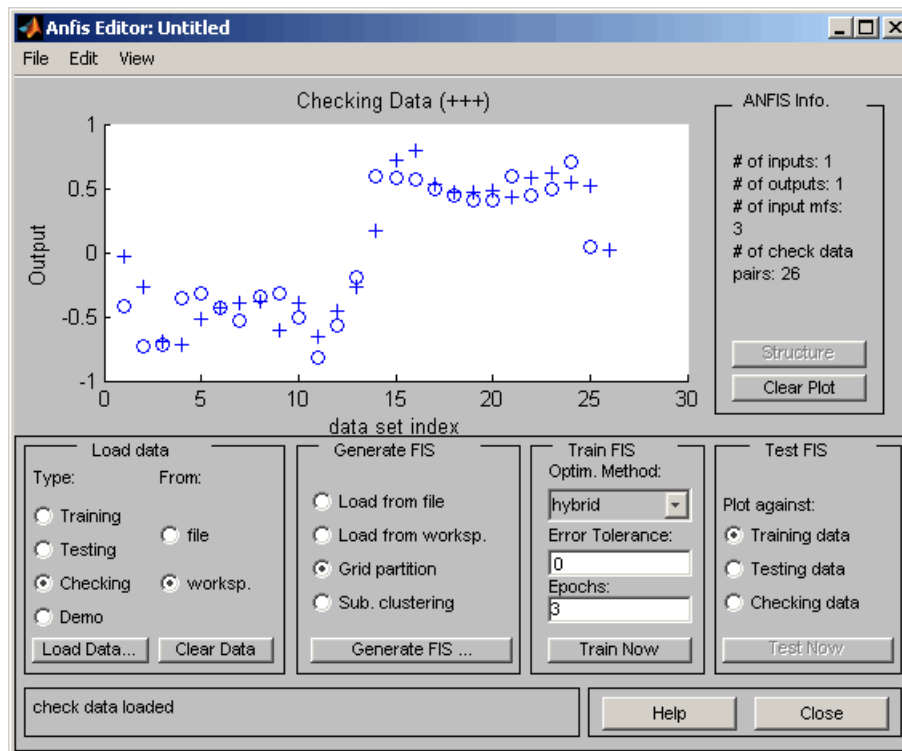 Anfis Editor: Untitled
File Edit View
Checking Data (+++)
1
0.5
0
-0.5
-1
Output
0 5 10 15 20 25 30
data set index
ANFIS Info.
# of inputs: 1
# of outputs: 1
# of input mfs:
3
# of check data
pairs: 26
Structure
Clear Plot
Load data
Type: From:
Training
Testing
Checking
Demo
file
worksp.
Load Data... Clear Data
Generate FIS
Load from file
Load from worksp.
Grid partition
Sub. clustering
Generate FIS ...
Train FIS
Optim. Method:
hybrid
Error Tolerance:
0
Epochs:
3
Train Now
Test FIS
Plot against:
Training data
Testing data
Checking data
Test Now
check data loaded
Help Close